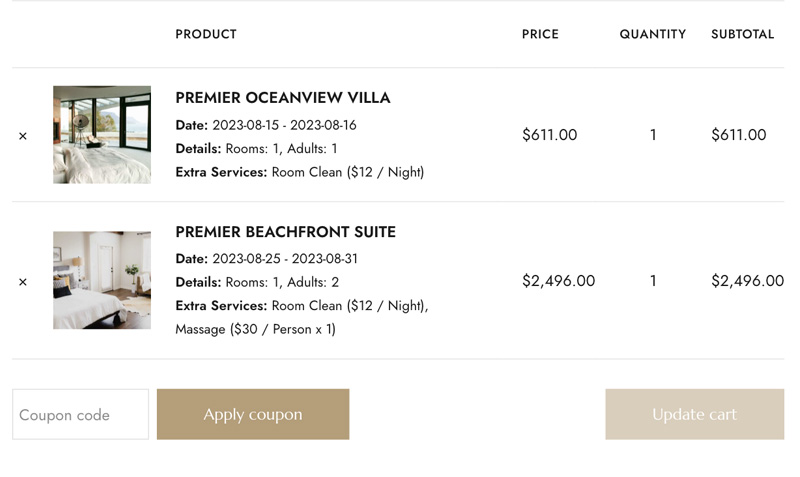 PRODUCT PRICE QUANTITY SUBTOTAL
× PREMIER OCEANVIEW VILLA
Date: 2023-08-15 - 2023-08-16
Details: Rooms: 1, Adults: 1
Extra Services: Room Clean ($12 / Night)
$611.00 1 $611.00
× PREMIER BEACHFRONT SUITE
Date: 2023-08-25 - 2023-08-31
Details: Rooms: 1, Adults: 2
Extra Services: Room Clean ($12 / Night),
Massage ($30 / Person x 1)
$2,496.00 1 $2,496.00
Coupon code Apply coupon Update cart